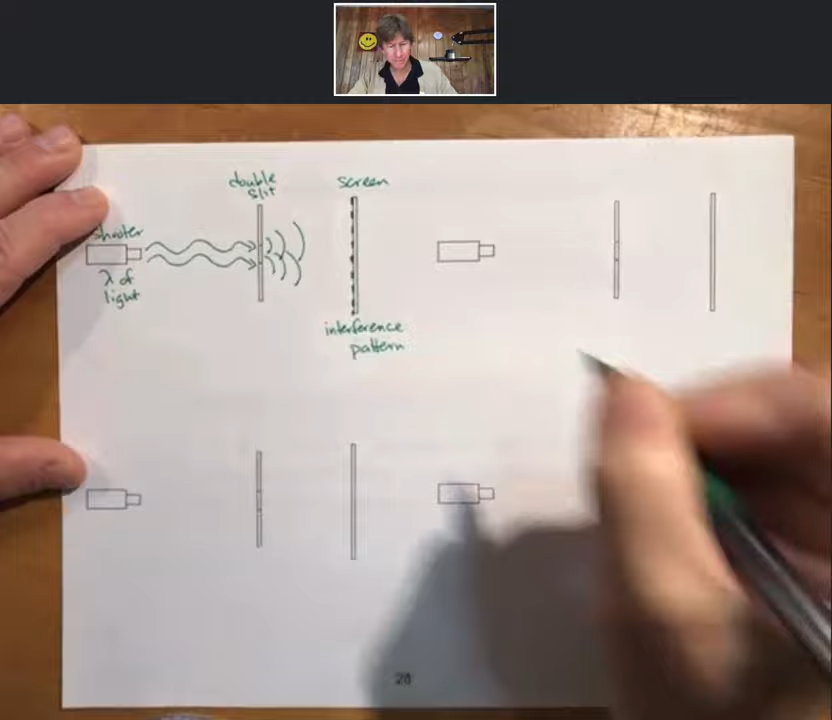 double
slit
screen
shooter
λ of
light
interference
pattern
28